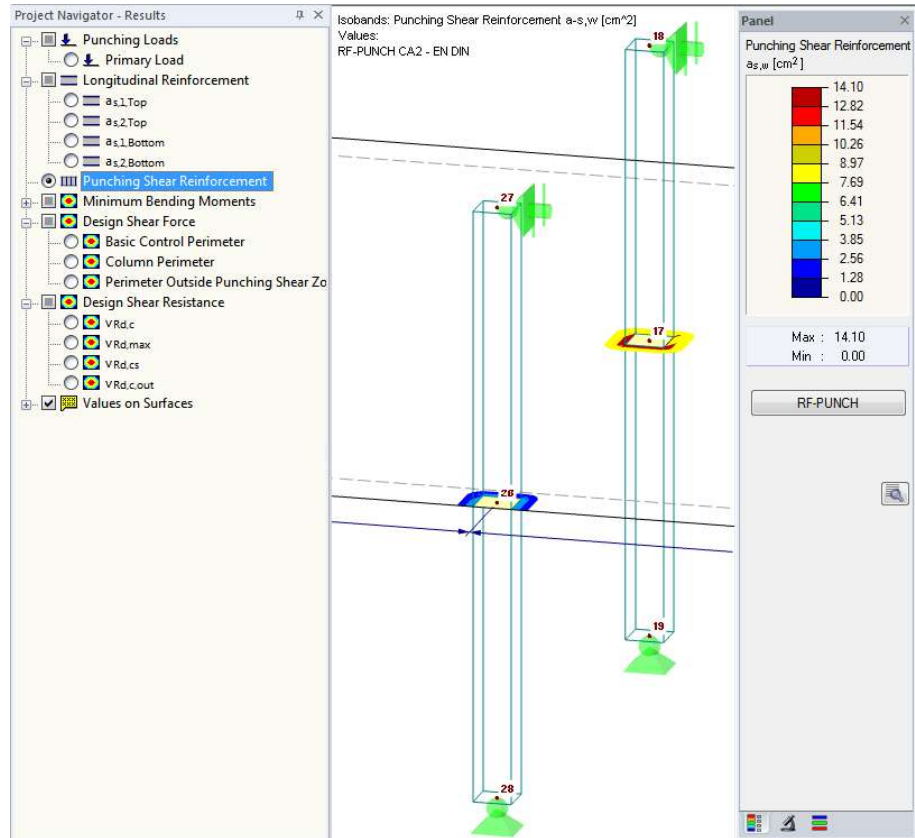 Project Navigator - Results
Punching Loads
Primary Load
Longitudinal Reinforcement
as,1,Top
as,2,Top
as,1,Bottom
as,2,Bottom
Punching Shear Reinforcement
Minimum Bending Moments
Design Shear Force
Basic Control Perimeter
Column Perimeter
Perimeter Outside Punching Shear Zo
Design Shear Resistance
VRd,c
VRd,max
VRd,cs
VRd,c,out
Values on Surfaces
Isobands: Punching Shear Reinforcement a-s,w [cm^2]
Values:
RF-PUNCH CA2 - EN DIN
18
27
17
26
19
28
Panel
Punching Shear Reinforcement
as,w [cm2]
14.10
12.82
11.54
10.26
8.97
7.69
6.41
5.13
3.85
2.56
1.28
0.00
Max : 14.10
Min : 0.00
RF-PUNCH